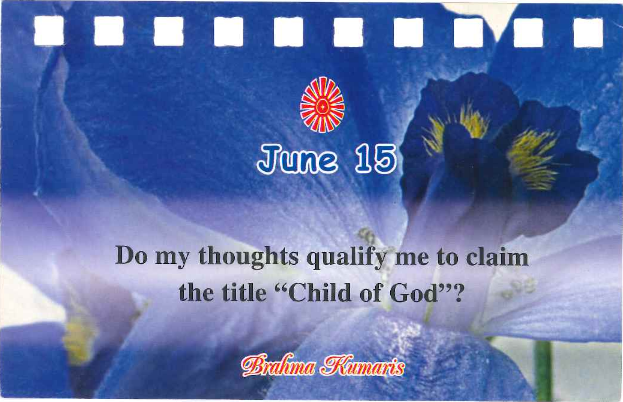 June 15
Do my thoughts qualify me to claim
the title “Child of God”?
Brahma Kumaris